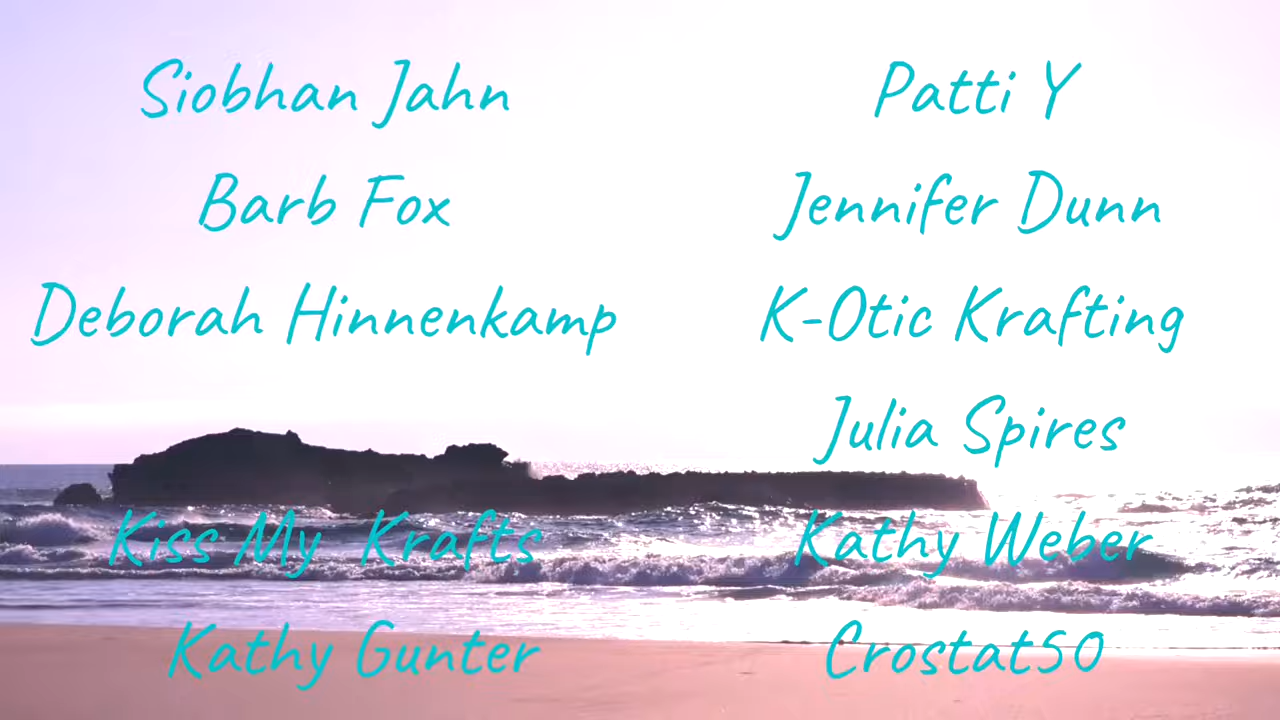 Siobhan Jahn
Barb Fox
Deborah Hinnenkamp
Kiss My Krafts
Kathy Gunter
Patti Y
Jennifer Dunn
K-Otic Krafting
Julia Spires
Kathy Weber
Crostat50